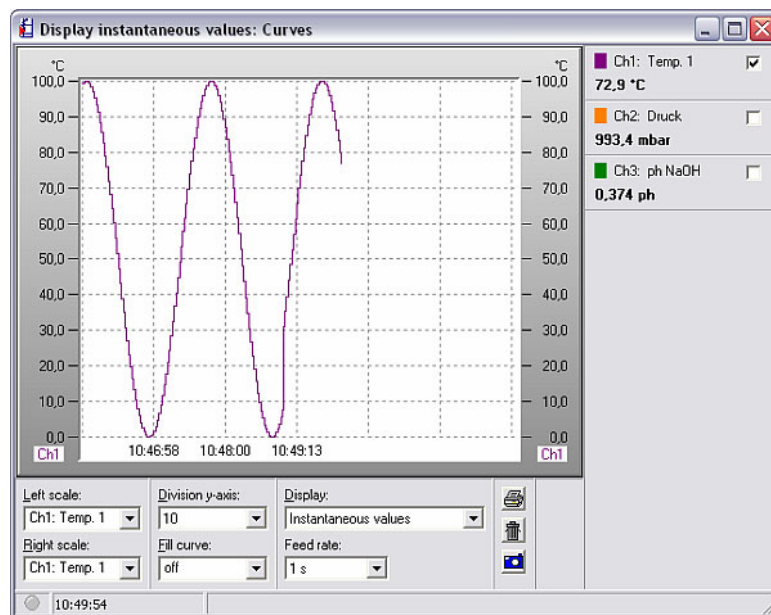 Display instantaneous values: Curves
°C
°C
100,0
100,0
90,0
90,0
80,0
80,0
70,0
70,0
60,0
60,0
50,0
50,0
40,0
40,0
30,0
30,0
20,0
20,0
10,0
10,0
0,0
0,0
Ch1
10:46:58
10:48:00
10:49:13
Ch1
Ch1: Temp. 1
72,9 °C
Ch2: Druck
993,4 mbar
Ch3: ph NaOH
0,374 ph
Left scale:
Ch1: Temp. 1
Right scale:
Ch1: Temp. 1
Division y-axis:
10
Fill curve:
off
Display:
Instantaneous values
Feed rate:
1 s
10:49:54